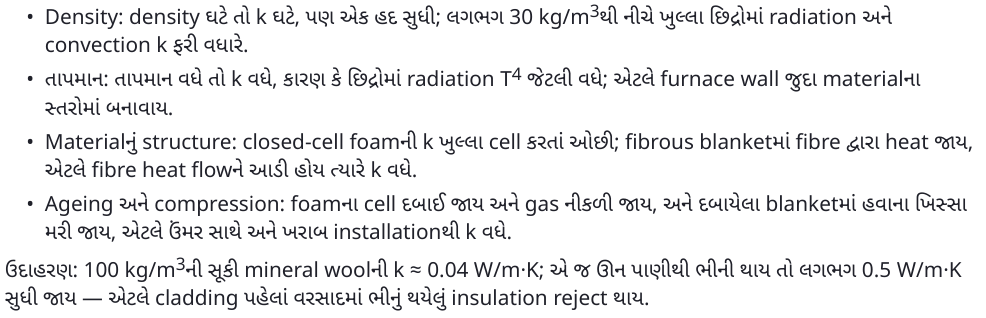 • Density: density ઘટે તો k ઘટે, પણ એક હદ સુધી; લગભગ 30 kg/m³થી નીચે ખુલ્લા છિદ્રોમાં radiation અને
convection k ફરી વધારે.
• તાપમાન: તાપમાન વધે તો k વધે, કારણ કે છિદ્રોમાં radiation T⁴ જેટલી વધે; એટલે furnace wall જુદા materialના
સ્તરોમાં બનાવાય.
• Materialનું structure: closed-cell foamની k ખુલ્લા cell કરતાં ઓછી; fibrous blanketમાં fibre દ્વારા heat જાય,
એટલે fibre heat flowને આડી હોય ત્યારે k વધે.
• Ageing અને compression: foamના cell દબાઈ જાય અને gas નીકળી જાય, અને દબાયેલા blanketમાં હવાના ખિસ્સા
મરી જાય, એટલે ઉંમર સાથે અને ખરાબ installationથી k વધે.
ઉદાહરણ: 100 kg/m³ની સૂકી mineral woolની k ≈ 0.04 W/m·K; એ જ ઊન પાણીથી ભીની થાય તો લગભગ 0.5 W/m·K
સુધી જાય — એટલે cladding પહેલાં વરસાદમાં ભીનું થયેલું insulation reject થાય.